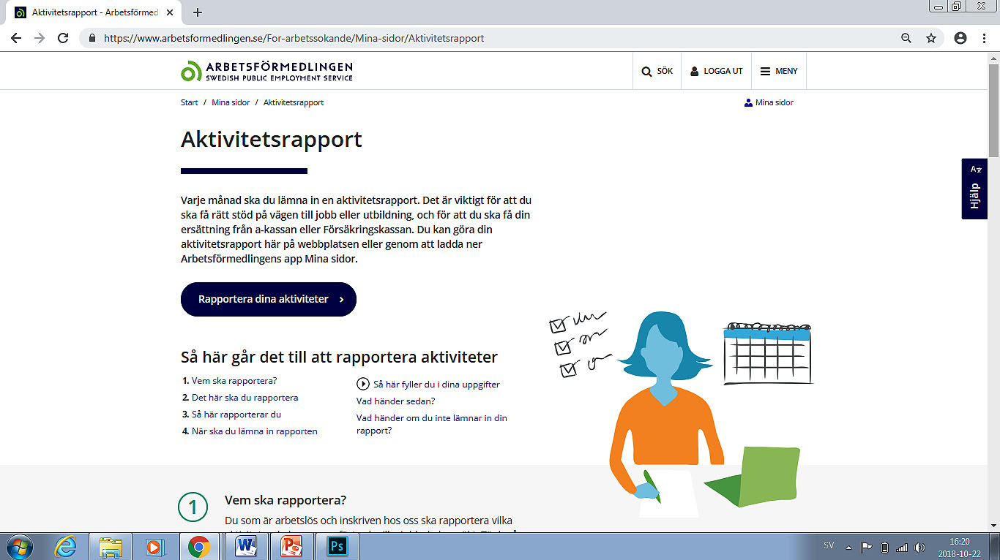 Aktivitetsrapport - Arbetsförmed
https://www.arbetsformedlingen.se/For-arbetssokande/Mina-sidor/Aktivitetsrapport
ARBETSFÖRMEDLINGEN
SWEDISH PUBLIC EMPLOYMENT SERVICE
SÖK
LOGGA UT
MENY
Start / Mina sidor / Aktivitetsrapport
Mina sidor
Aktivitetsrapport
Hjälp
Varje månad ska du lämna in en aktivitetsrapport. Det är viktigt för att du
ska få rätt stöd på vägen till jobb eller utbildning, och för att du ska få din
ersättning från a-kassan eller Försäkringskassan. Du kan göra din
aktivitetsrapport här på webbplatsen eller genom att ladda ner
Arbetsförmedlingens app Mina sidor.
Rapportera dina aktiviteter
Så här går det till att rapportera aktiviteter
1. Vem ska rapportera?
2. Det här ska du rapportera
3. Så här rapporterar du
4. När ska du lämna in rapporten
Så här fyller du i dina uppgifter
Vad händer sedan?
Vad händer om du inte lämnar in din
rapport?
1
Vem ska rapportera?
Du som är arbetslös och inskriven hos oss ska rapportera vilka
SV
16:20
2018-10-22